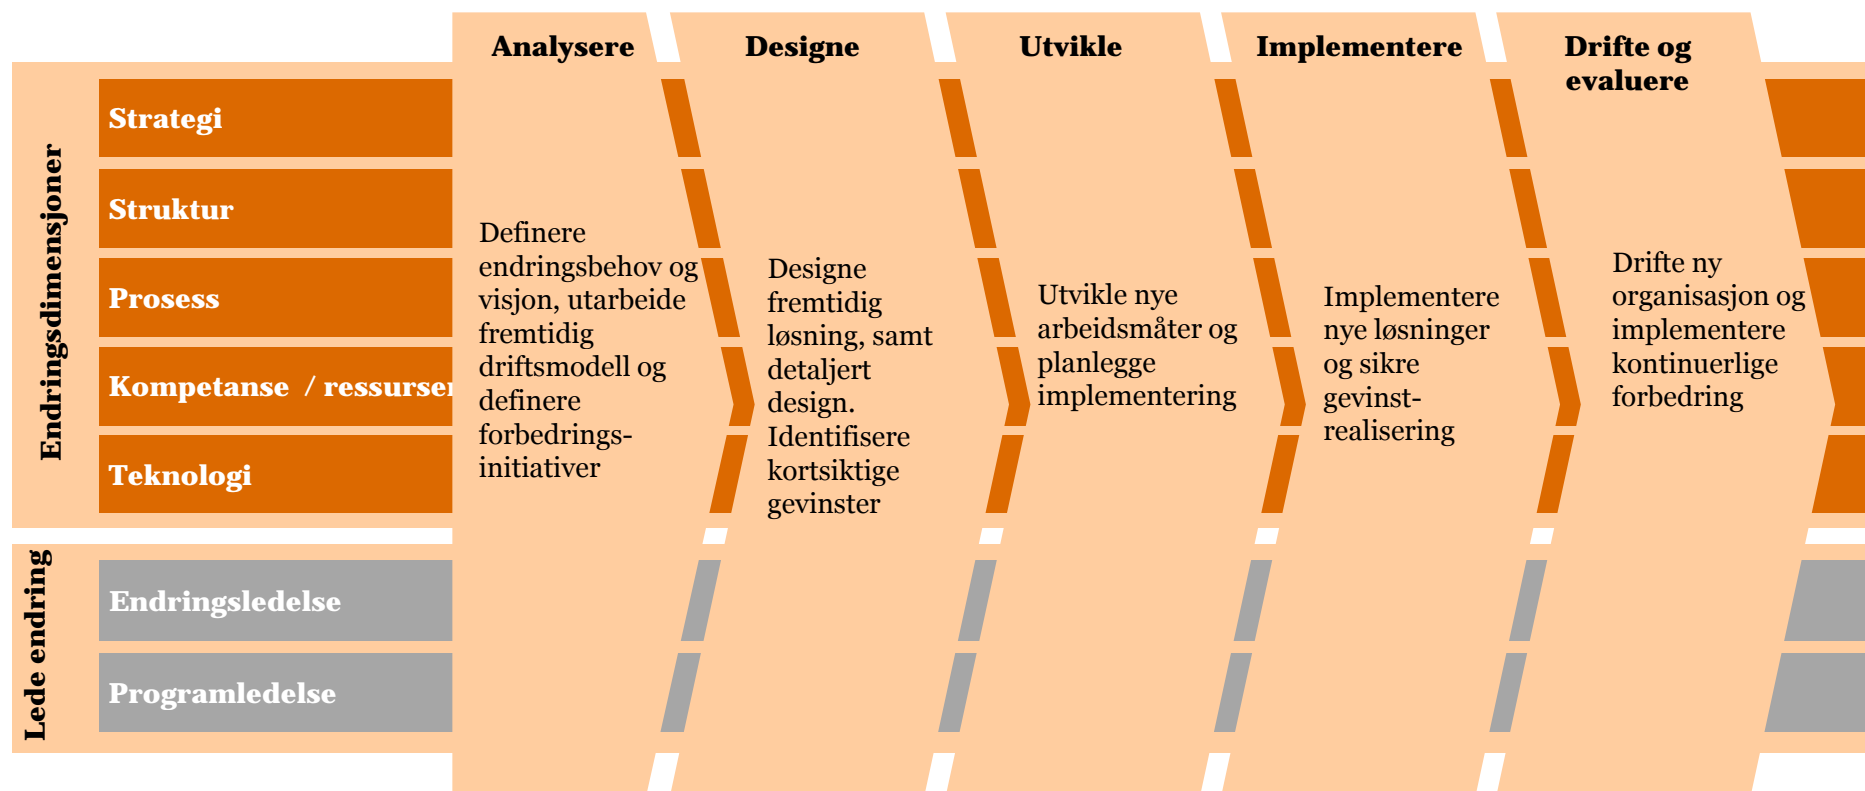 Analysere
Designe
Utvikle
Implementere
Drifte og
evaluere
Endringsdimensjoner
Strategi
Struktur
Prosess
Kompetanse / ressurser
Teknologi
Definere
endringsbehov og
visjon, utarbeide
fremtidig
driftsmodell og
definere
forbedrings-
initiativer
Designe
fremtidig
løsning, samt
detaljert
design.
Identifisere
kortsiktige
gevinster
Utvikle nye
arbeidsmåter og
planlegge
implementering
Implementere
nye løsninger
og sikre
gevinst-
realisering
Drifte ny
organisasjon og
implementere
kontinuerlige
forbedring
Lede endring
Endringsledelse
Programledelse